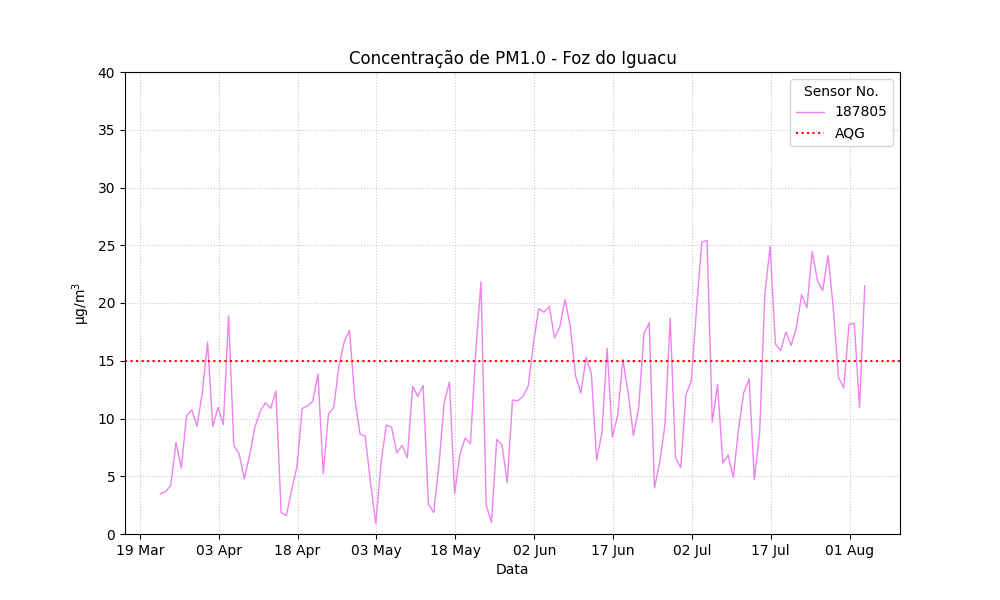 Concentração de PM1.0 - Foz do Iguacu
Sensor No.
187805
AQG
40
35
30
25
20
15
10
5
0
µg/m³
19 Mar
03 Apr
18 Apr
03 May
18 May
02 Jun
17 Jun
02 Jul
17 Jul
01 Aug
Data